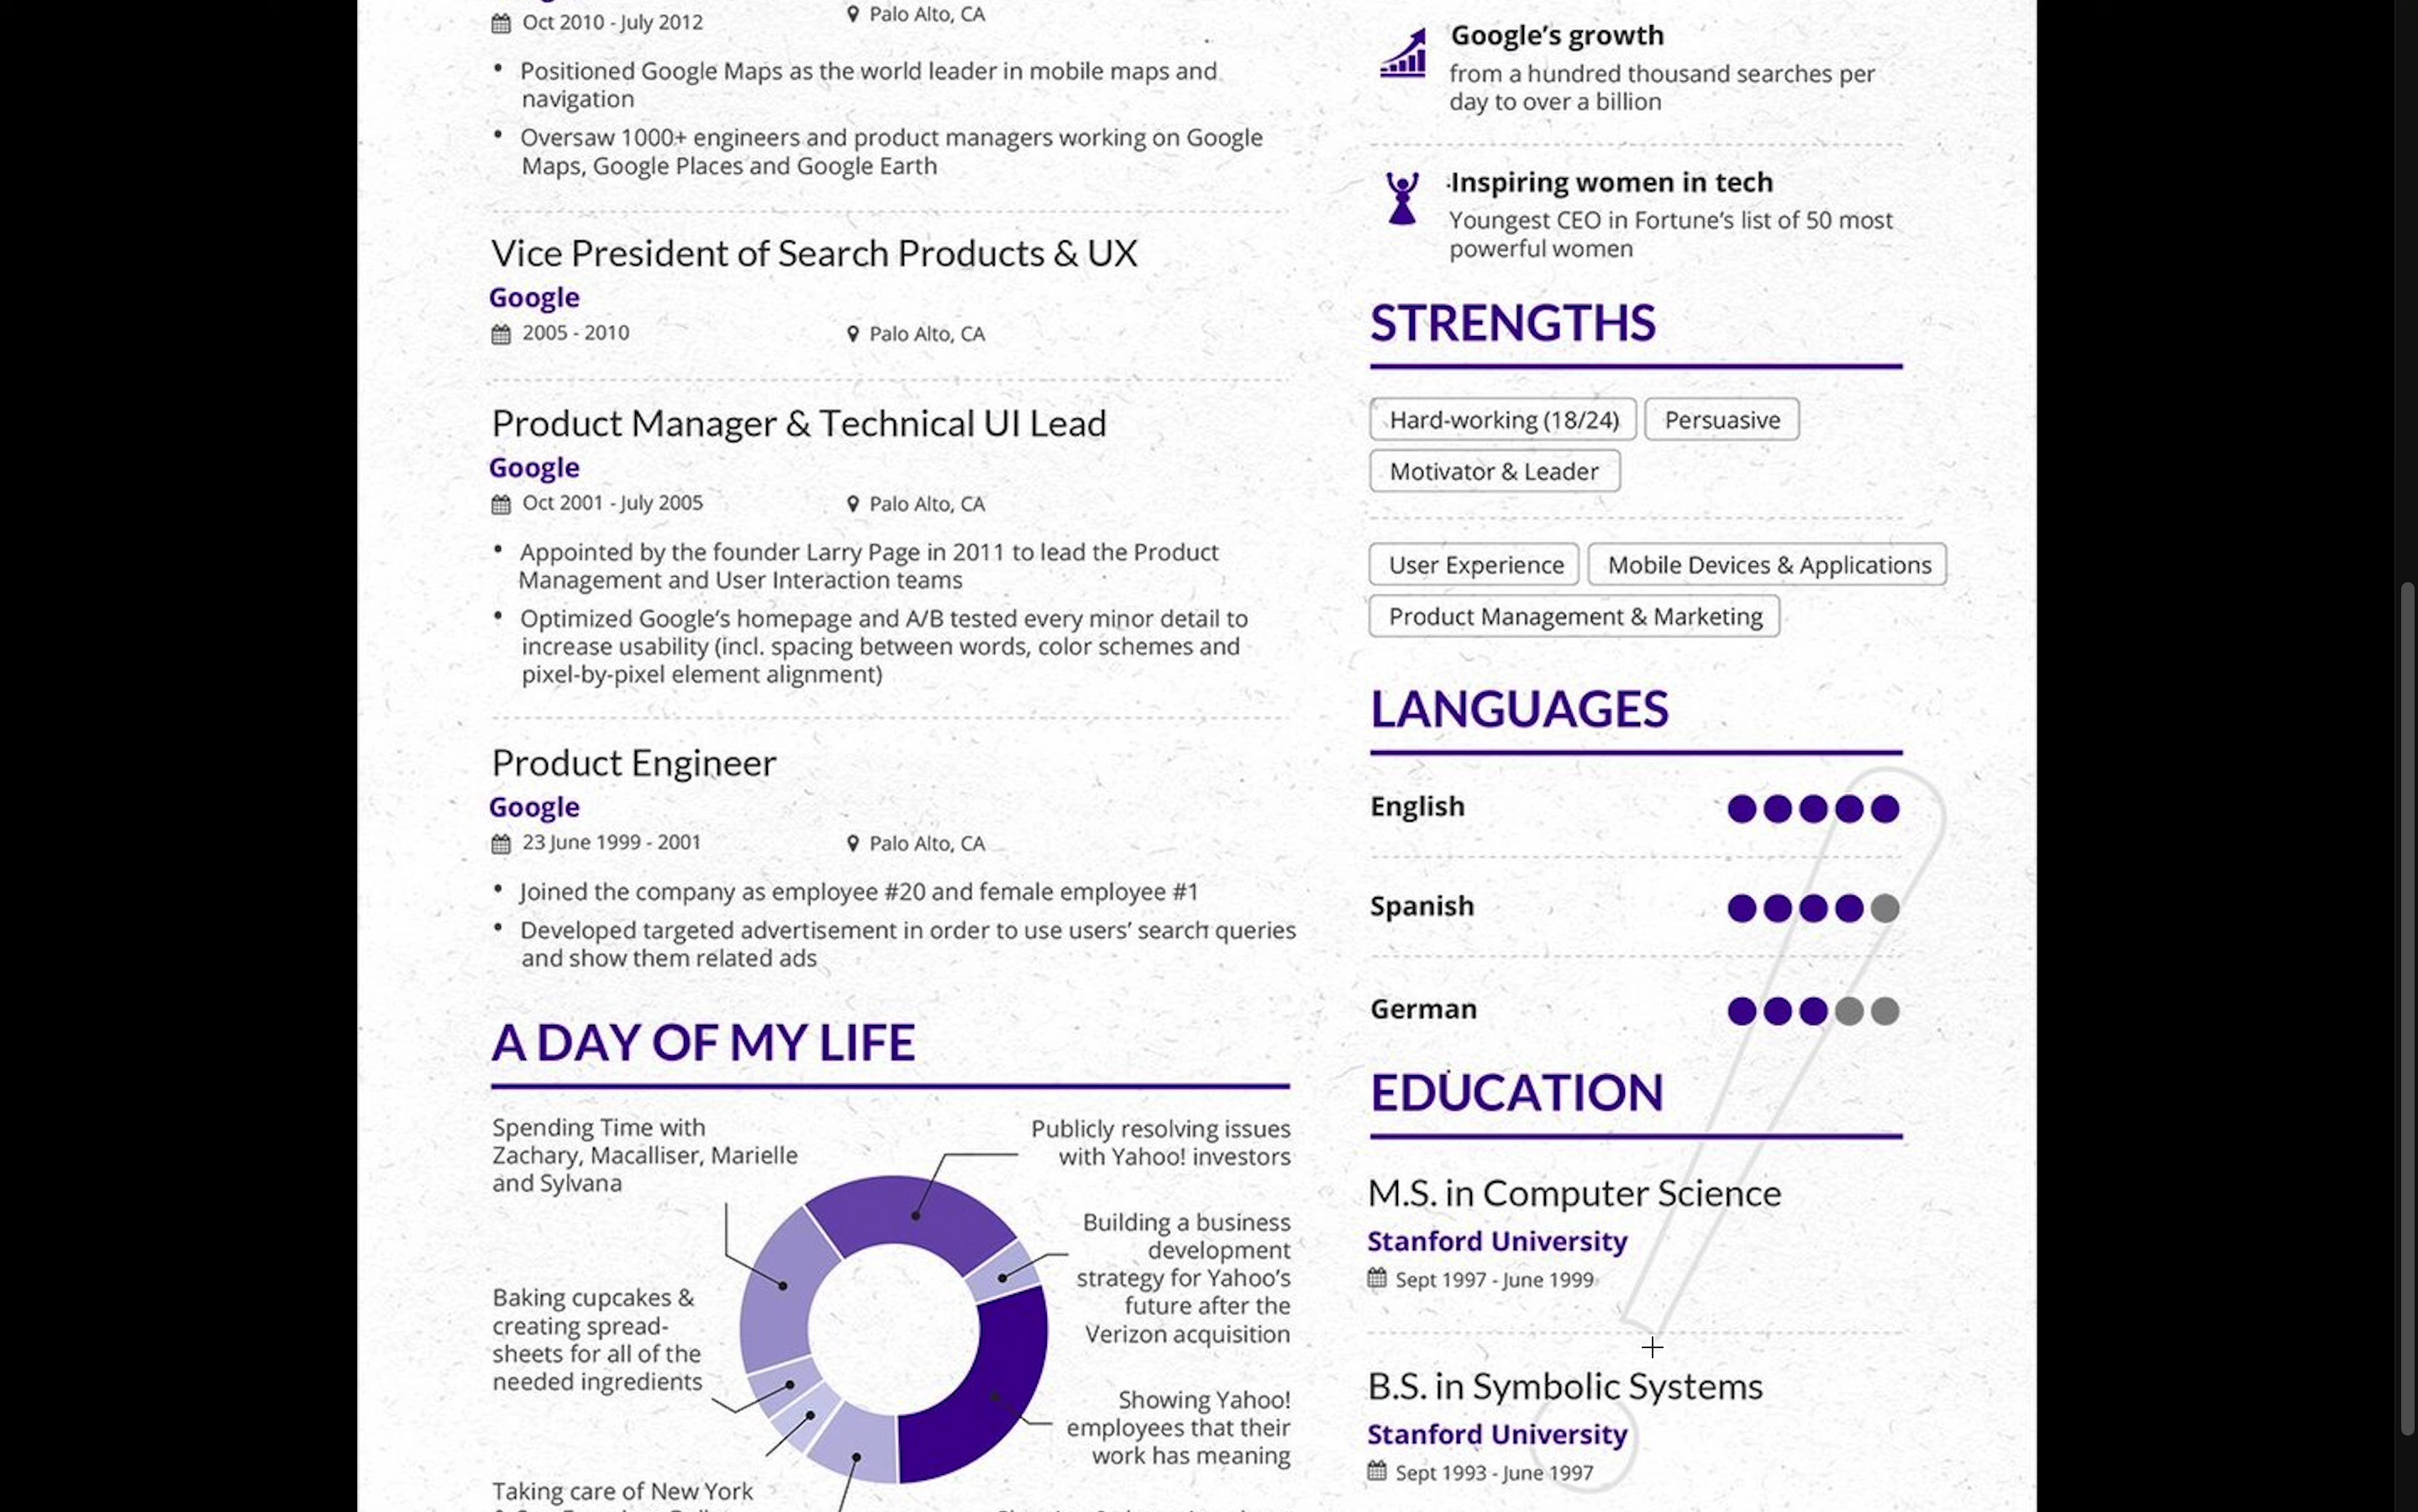 Oct 2010 - July 2012
Palo Alto, CA
Positioned Google Maps as the world leader in mobile maps and
navigation
Oversaw 1000+ engineers and product managers working on Google
Maps, Google Places and Google Earth
Vice President of Search Products & UX
Google
2005 - 2010
Palo Alto, CA
Product Manager & Technical UI Lead
Google
Oct 2001 - July 2005
Palo Alto, CA
Appointed by the founder Larry Page in 2011 to lead the Product
Management and User Interaction teams
Optimized Google’s homepage and A/B tested every minor detail to
increase usability (incl. spacing between words, color schemes and
pixel-by-pixel element alignment)
Product Engineer
Google
23 June 1999 - 2001
Palo Alto, CA
Joined the company as employee #20 and female employee #1
Developed targeted advertisement in order to use users’ search queries
and show them related ads
A DAY OF MY LIFE
Spending Time with
Zachary, Macalliser, Marielle
and Sylvana
Baking cupcakes &
creating spread-
sheets for all of the
needed ingredients
Taking care of New York
Publicly resolving issues
with Yahoo! investors
Building a business
development
strategy for Yahoo’s
future after the
Verizon acquisition
Showing Yahoo!
employees that their
work has meaning
Google’s growth
from a hundred thousand searches per
day to over a billion
Inspiring women in tech
Youngest CEO in Fortune’s list of 50 most
powerful women
STRENGTHS
Hard-working (18/24)
Persuasive
Motivator & Leader
User Experience
Mobile Devices & Applications
Product Management & Marketing
LANGUAGES
English
Spanish
German
EDUCATION
M.S. in Computer Science
Stanford University
Sept 1997 - June 1999
B.S. in Symbolic Systems
Stanford University
Sept 1993 - June 1997